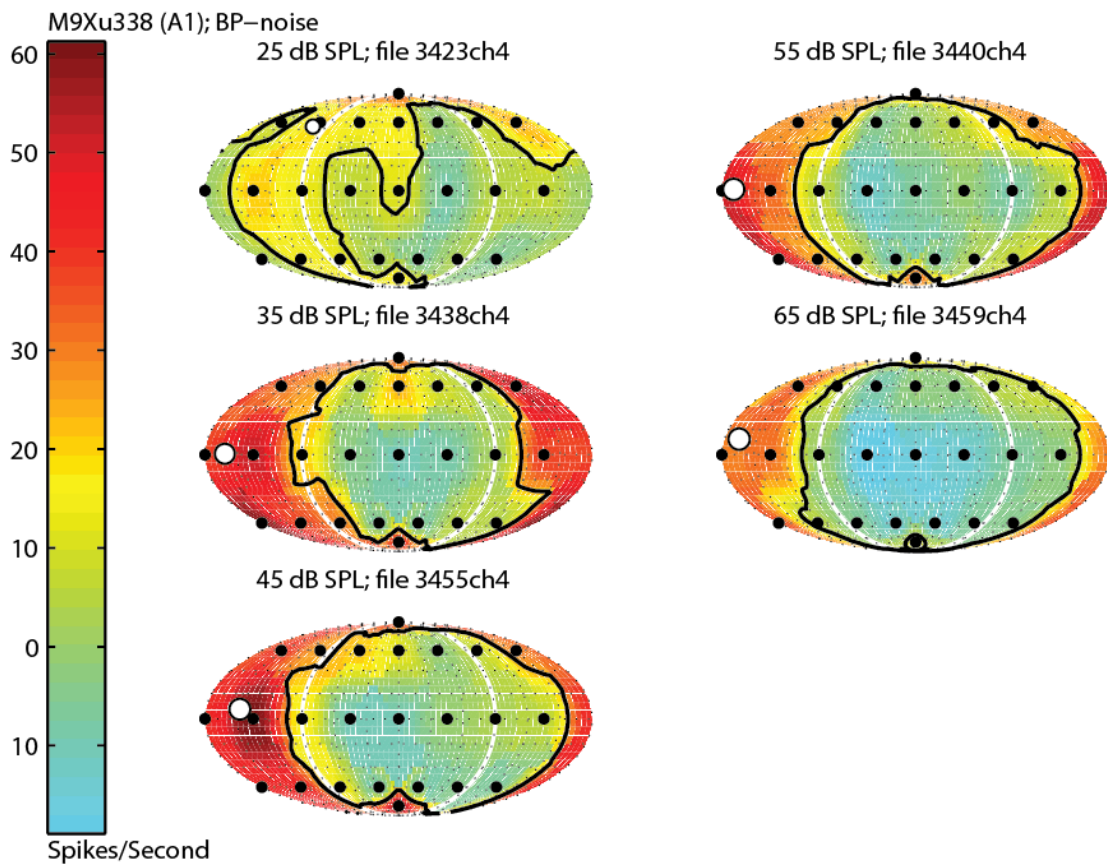 M9Xu338 (A1); BP−noise
25 dB SPL; file 3423ch4
55 dB SPL; file 3440ch4
35 dB SPL; file 3438ch4
65 dB SPL; file 3459ch4
45 dB SPL; file 3455ch4
60
50
40
30
20
10
0
10
Spikes/Second